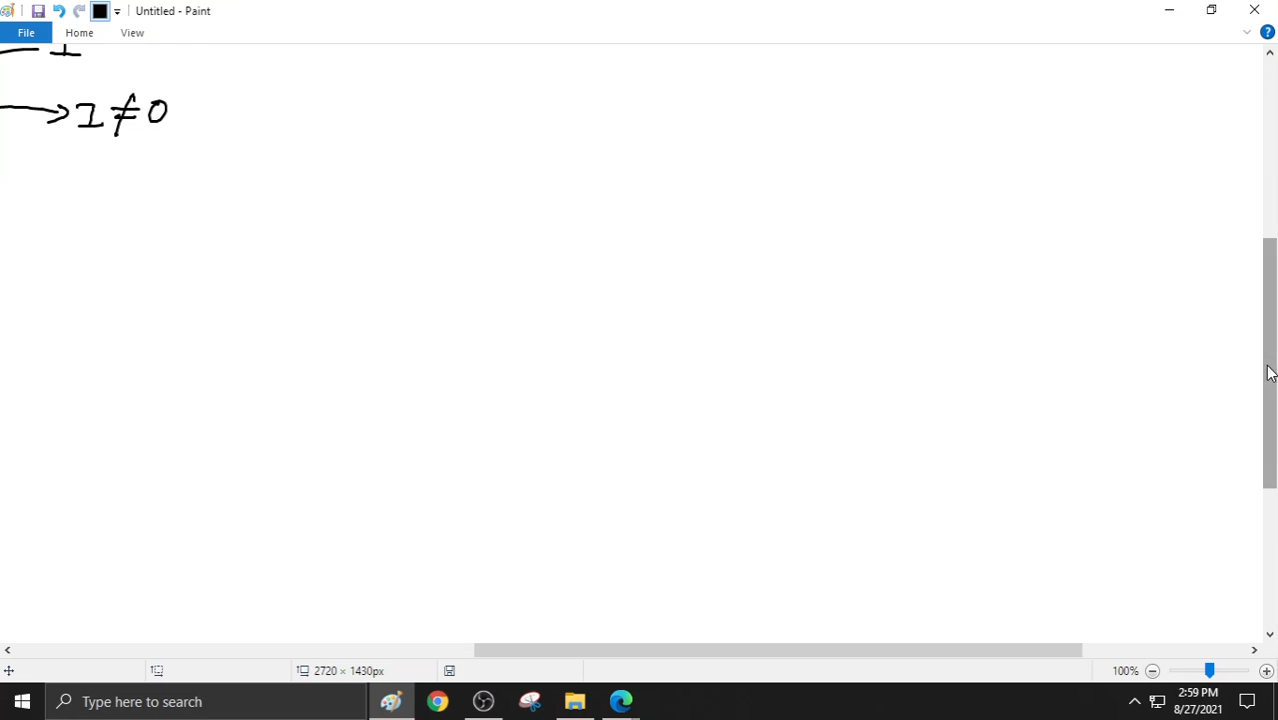 Untitled - Paint
File Home View
I
→ I ≠ 0
2720 × 1430px
100%
Type here to search
2:59 PM
8/27/2021